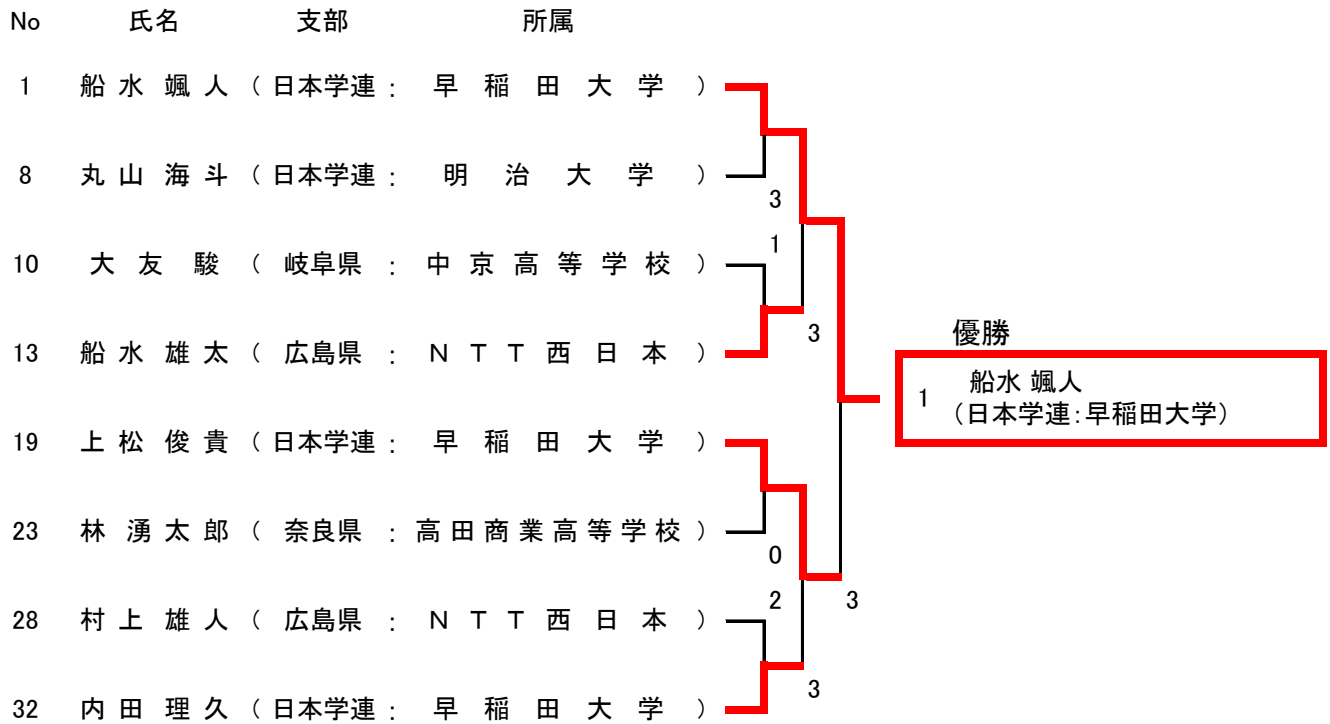 No 氏名 支部 所属
1 船水 颯人 ( 日本学連 : 早稲田大学 )
8 丸山 海斗 ( 日本学連 : 明治大学 )
3
1
10 大友 駿 ( 岐阜県 : 中京高等学校 )
3
優勝
13 船水 雄太 ( 広島県 : NTT西日本 )
1 船水 颯人
(日本学連:早稲田大学)
19 上松 俊貴 ( 日本学連 : 早稲田大学 )
23 林 湧太郎 ( 奈良県 : 高田商業高等学校 )
0
2 3
28 村上 雄人 ( 広島県 : NTT西日本 )
3
32 内田 理久 ( 日本学連 : 早稲田大学 )